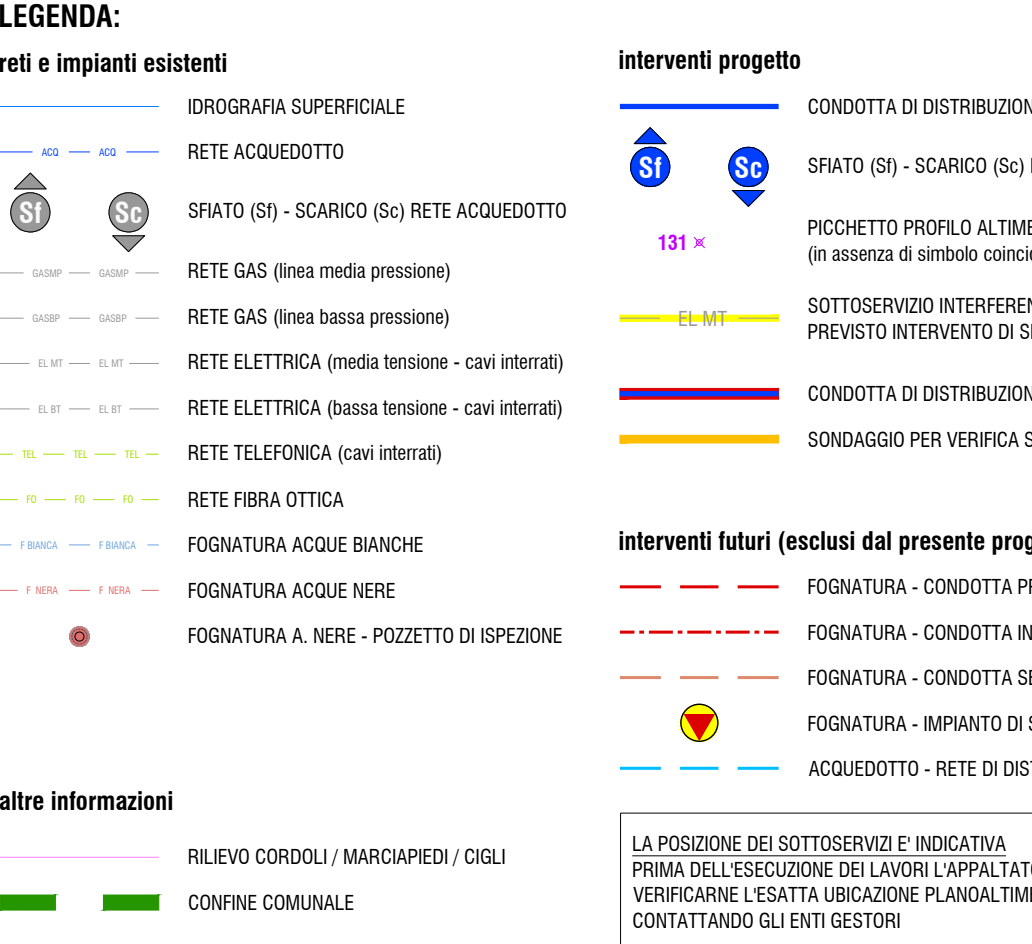 LEGENDA:
reti e impianti esistenti
IDROGRAFIA SUPERFICIALE
ACQ ACQ RETE ACQUEDOTTO
Sf Sc SFIATO (Sf) - SCARICO (Sc) RETE ACQUEDOTTO
GASMP GASMP RETE GAS (linea media pressione)
GASBP GASBP RETE GAS (linea bassa pressione)
EL MT EL MT RETE ELETTRICA (media tensione - cavi interrati)
EL BT EL BT RETE ELETTRICA (bassa tensione - cavi interrati)
TEL TEL TEL RETE TELEFONICA (cavi interrati)
FO FO FO RETE FIBRA OTTICA
F BIANCA F BIANCA FOGNATURA ACQUE BIANCHE
F NERA F NERA FOGNATURA ACQUE NERE
FOGNATURA A. NERE - POZZETTO DI ISPEZIONE
altre informazioni
RILIEVO CORDOLI / MARCIAPIEDI / CIGLI
CONFINE COMUNALE
interventi progetto
CONDOTTA DI DISTRIBUZION
Sf Sc SFIATO (Sf) - SCARICO (Sc)
131 PICCHETTO PROFILO ALTIME
(in assenza di simbolo coincid
EL MT SOTTOSERVIZIO INTERFEREN
PREVISTO INTERVENTO DI S
CONDOTTA DI DISTRIBUZION
SONDAGGIO PER VERIFICA S
interventi futuri (esclusi dal presente prog
FOGNATURA - CONDOTTA PR
FOGNATURA - CONDOTTA IN
FOGNATURA - CONDOTTA SE
FOGNATURA - IMPIANTO DI S
ACQUEDOTTO - RETE DI DIST
LA POSIZIONE DEI SOTTOSERVIZI E' INDICATIVA
PRIMA DELL'ESECUZIONE DEI LAVORI L'APPALTATO
VERIFICARNE L'ESATTA UBICAZIONE PLANOALTIME
CONTATTANDO GLI ENTI GESTORI